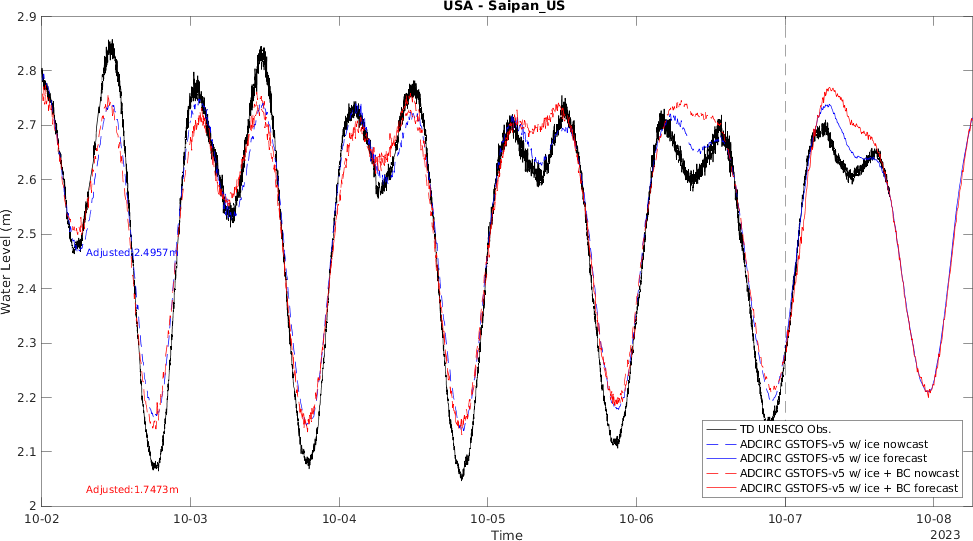 USA - Saipan_US
2.9
2.8
2.7
2.6
2.5
2.4
2.3
2.2
2.1
2
Water Level (m)
Adjusted:2.4957m
Adjusted:1.7473m
TD UNESCO Obs.
ADCIRC GSTOFS-v5 w/ ice nowcast
ADCIRC GSTOFS-v5 w/ ice forecast
ADCIRC GSTOFS-v5 w/ ice + BC nowcast
ADCIRC GSTOFS-v5 w/ ice + BC forecast
10-02 10-03 10-04 10-05 10-06 10-07 10-08
Time
2023